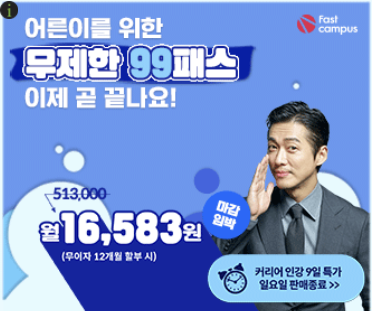 어른이를 위한
fast
campus
무제한 99패스
이제 곧 끝나요!
513,000
월16,583원
(무이자 12개월 할부 시)
마감
임박
커리어 인강 9일 특가
일요일 판매종료 >>